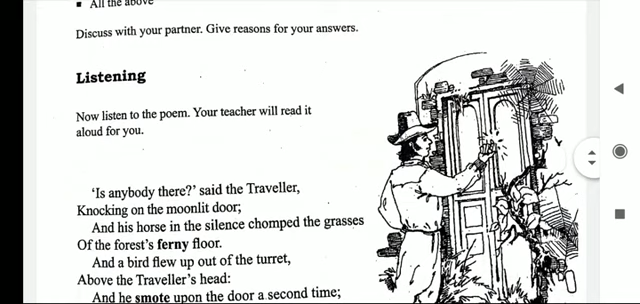 ▪ All the above
Discuss with your partner. Give reasons for your answers.
Listening
Now listen to the poem. Your teacher will read it
aloud for you.
‘Is anybody there?’ said the Traveller,
Knocking on the moonlit door;
And his horse in the silence chomped the grasses
Of the forest’s ferny floor.
And a bird flew up out of the turret,
Above the Traveller’s head:
And he smote upon the door a second time;